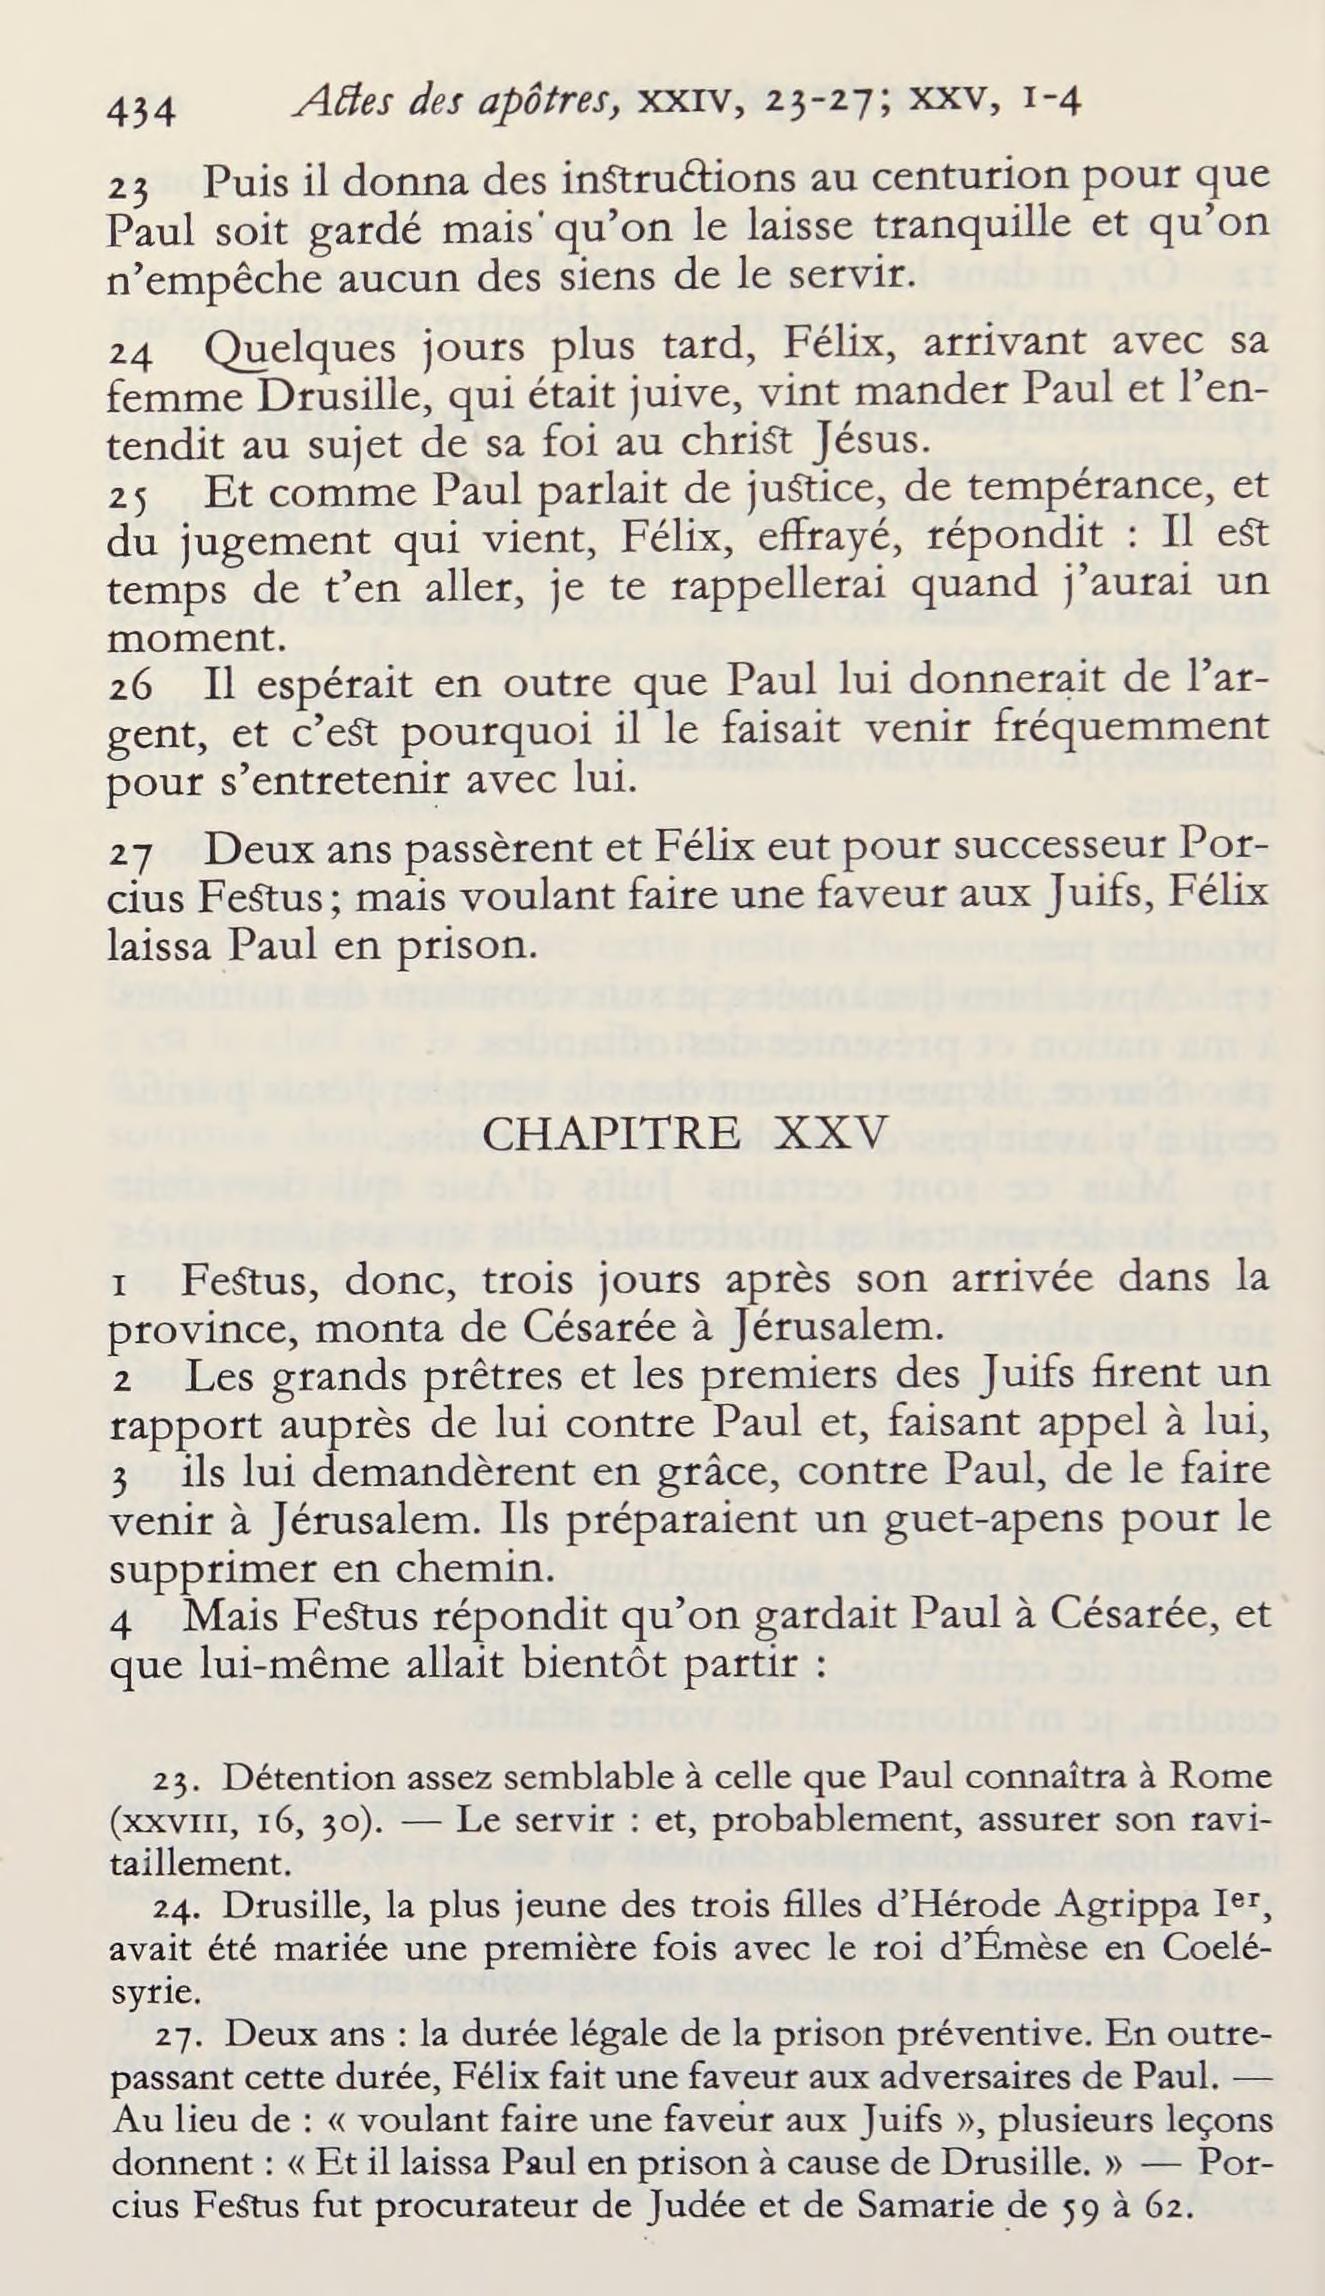 434 Actes des apôtres, XXIV, 23-27; XXV, 1-4
23 Puis il donna des instructions au centurion pour que
Paul soit gardé mais qu'on le laisse tranquille et qu'on
n'empêche aucun des siens de le servir.
24 Quelques jours plus tard, Félix, arrivant avec sa
femme Drusille, qui était juive, vint mander Paul et l'en-
tendit au sujet de sa foi au christ Jésus.
25 Et comme Paul parlait de justice, de tempérance, et
du jugement qui vient, Félix, effrayé, répondit : Il est
temps de t'en aller, je te rappellerai quand j'aurai un
moment.
26 Il espérait en outre que Paul lui donnerait de l'ar-
gent, et c'est pourquoi il le faisait venir fréquemment
pour s'entretenir avec lui.
27 Deux ans passèrent et Félix eut pour successeur Por-
cius Festus; mais voulant faire une faveur aux Juifs, Félix
laissa Paul en prison.
CHAPITRE XXV
1 Festus, donc, trois jours après son arrivée dans la
province, monta de Césarée à Jérusalem.
2 Les grands prêtres et les premiers des Juifs firent un
rapport auprès de lui contre Paul et, faisant appel à lui,
3 ils lui demandèrent en grâce, contre Paul, de le faire
venir à Jérusalem. Ils préparaient un guet-apens pour le
supprimer en chemin.
4 Mais Festus répondit qu'on gardait Paul à Césarée, et
que lui-même allait bientôt partir :
23. Détention assez semblable à celle que Paul connaîtra à Rome
(XXVIII, 16, 30). — Le servir : et, probablement, assurer son ravi-
taillement.
24. Drusille, la plus jeune des trois filles d'Hérode Agrippa Ier,
avait été mariée une première fois avec le roi d'Émèse en Coelé-
syrie.
27. Deux ans : la durée légale de la prison préventive. En outre-
passant cette durée, Félix fait une faveur aux adversaires de Paul. —
Au lieu de : « voulant faire une faveur aux Juifs », plusieurs leçons
donnent : « Et il laissa Paul en prison à cause de Drusille. » — Por-
cius Festus fut procurateur de Judée et de Samarie de 59 à 62.